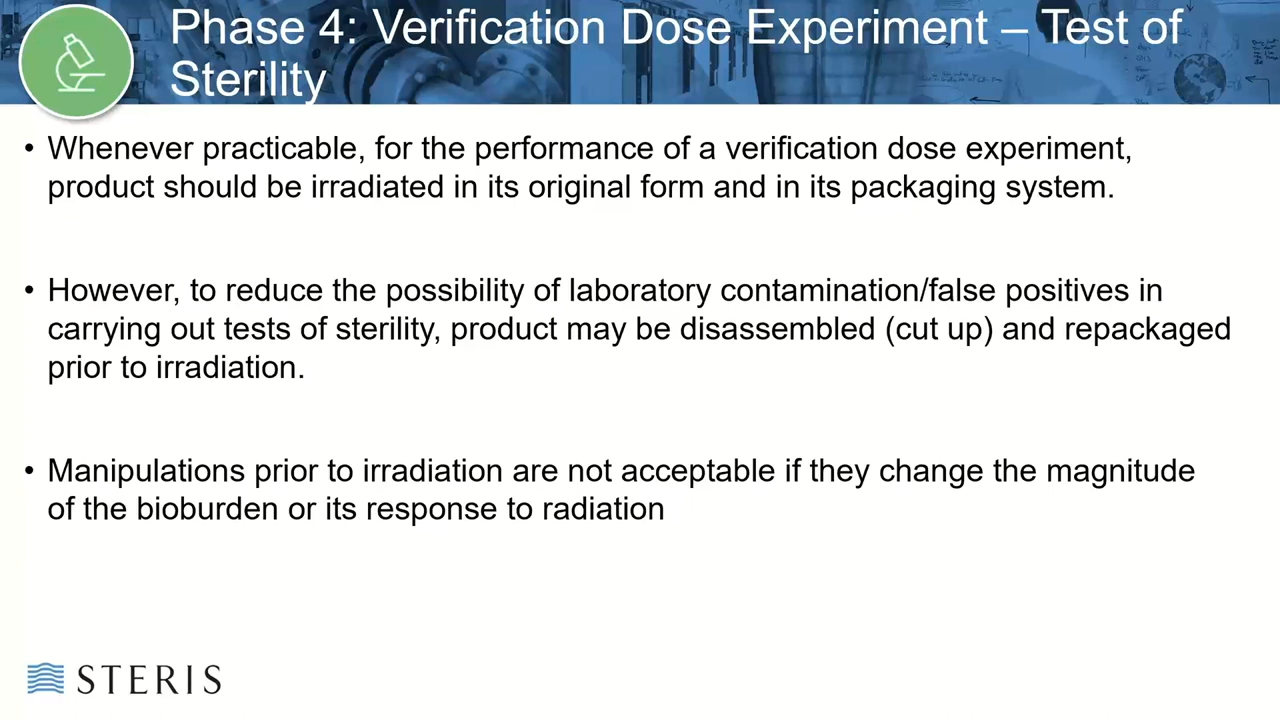 Phase 4: Verification Dose Experiment – Test of
Sterility
• Whenever practicable, for the performance of a verification dose experiment,
product should be irradiated in its original form and in its packaging system.
• However, to reduce the possibility of laboratory contamination/false positives in
carrying out tests of sterility, product may be disassembled (cut up) and repackaged
prior to irradiation.
• Manipulations prior to irradiation are not acceptable if they change the magnitude
of the bioburden or its response to radiation
STERIS